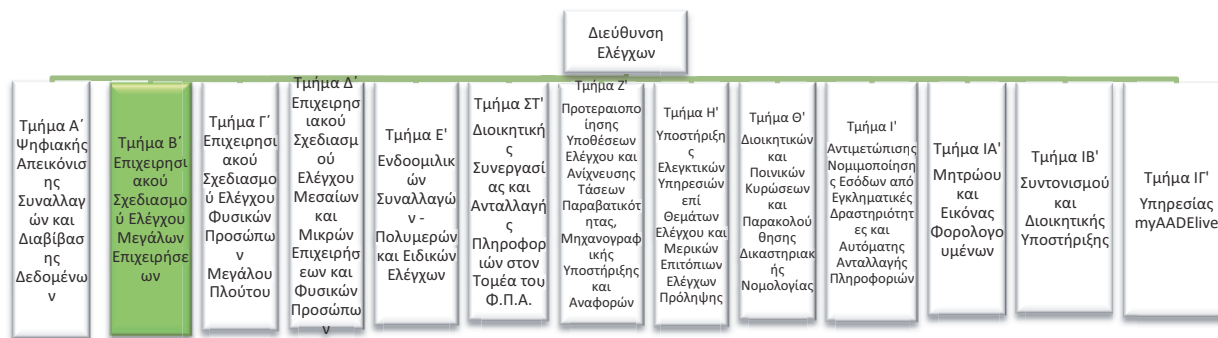 Διεύθυνση
Ελέγχων
Τμήμα Α΄
Ψηφιακής
Απεικόνισ
ης
Συναλλαγ
ών και
Διαβίβασ
ης
Δεδομένω
ν
Τμήμα Β΄
Επιχειρησι
ακού
Σχεδιασμο
ύ Ελέγχου
Μεγάλων
Επιχειρήσε
ων
Τμήμα Γ΄
Επιχειρησι
ακού
Σχεδιασμο
ύ Ελέγχου
Φυσικών
Προσώπω
ν
Μεγάλου
Πλούτου
Τμήμα Δ΄
Επιχειρησ
ιακού
Σχεδιασμ
ού
Ελέγχου
Μεσαίων
και
Μικρών
Επιχειρήσ
εων και
Φυσικών
Προσώπω
ν
Τμήμα Ε'
Ενδοομιλικ
ών
Συναλλαγώ
ν -
Πολυμερών
και Ειδικών
Ελέγχων
Τμήμα ΣΤ'
Διοικητική
ς
Συνεργασί
ας και
Ανταλλαγή
ς
Πληροφορ
ιών στον
Τομέα του
Φ.Π.Α.
Τμήμα Ζ'
Προτεραιοπο
ίησης
Υποθέσεων
Ελέγχου και
Ανίχνευσης
Τάσεων
Παραβατικό
τητας,
Μηχανογραφ
ικής
Υποστήριξης
και
Αναφορών
Τμήμα Η'
Υποστήριξη
ς
Ελεγκτικών
Υπηρεσιών
επί
Θεμάτων
Ελέγχου και
Μερικών
Επιτόπιων
Ελέγχων
Πρόληψης
Τμήμα Θ'
Διοικητικών
και
Ποινικών
Κυρώσεων
και
Παρακολού
θησης
Δικαστηριακ
ής
Νομολογίας
Τμήμα Ι'
Αντιμετώπισης
Νομιμοποίηση
ς Εσόδων από
Εγκληματικές
Δραστηριότητ
ες και
Αυτόματης
Ανταλλαγής
Πληροφοριών
Τμήμα ΙΑ'
Μητρώου
και
Εικόνας
Φορολογο
υμένων
Τμήμα ΙΒ'
Συντονισμού
και
Διοικητικής
Υποστήριξης
Τμήμα ΙΓ'
Υπηρεσίας
myAADElive